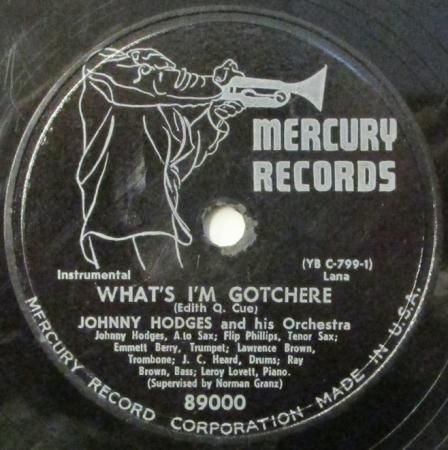 MERCURY
RECORDS
Instrumental
(YB C-799-1)
Lana
WHAT'S I'M GOTCHERE
(Edith Q. Cue)
JOHNNY HODGES and his Orchestra
Johnny Hodges, A.to Sax; Flip Phillips, Tenor Sax;
Emmett Berry, Trumpet; Lawrence Brown,
Trombone; J. C. Heard, Drums; Ray
Brown, Bass; Leroy Lovett, Piano.
(Supervised by Norman Granz)
89000
MERCURY RECORD CORPORATION MADE IN U.S.A.